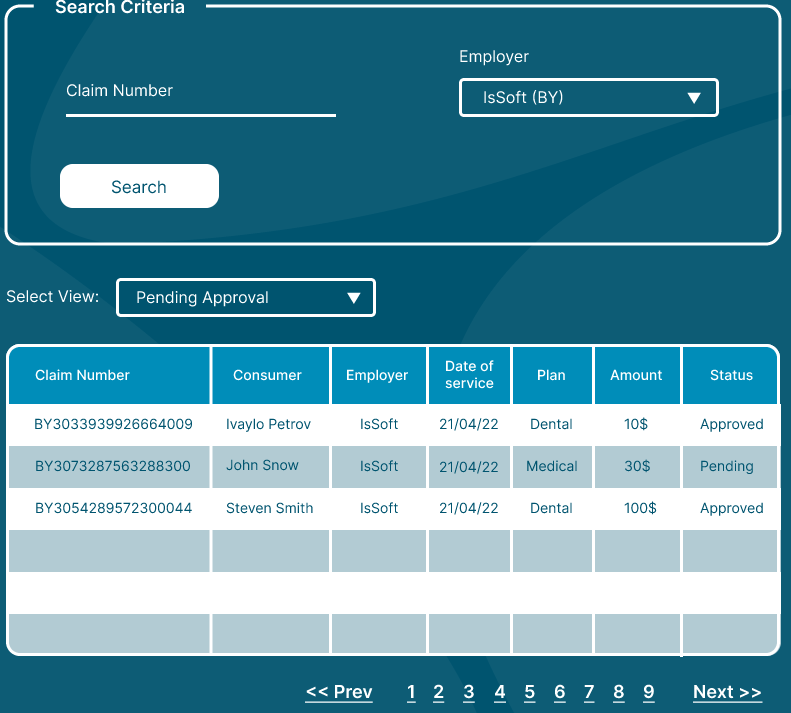 Search Criteria
Employer
Claim Number
IsSoft (BY) ▼
Search
Select View: Pending Approval ▼
Claim Number Consumer Employer Date of service Plan Amount Status
BY3033939926664009 Ivaylo Petrov IsSoft 21/04/22 Dental 10$ Approved
BY3073287563288300 John Snow IsSoft 21/04/22 Medical 30$ Pending
BY3054289572300044 Steven Smith IsSoft 21/04/22 Dental 100$ Approved
<< Prev 1 2 3 4 5 6 7 8 9 Next >>